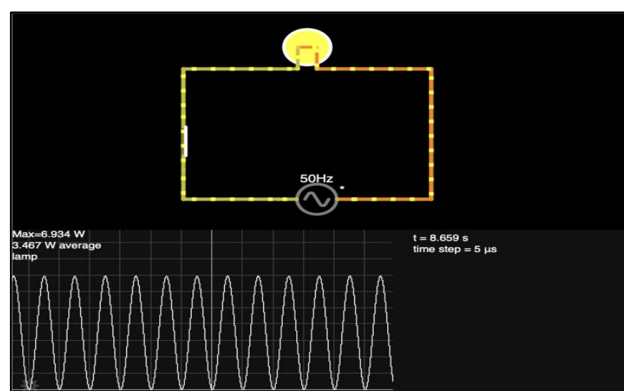 50Hz
Max=6.934 W
3.467 W average
lamp
t = 8.659 s
time step = 5 µs